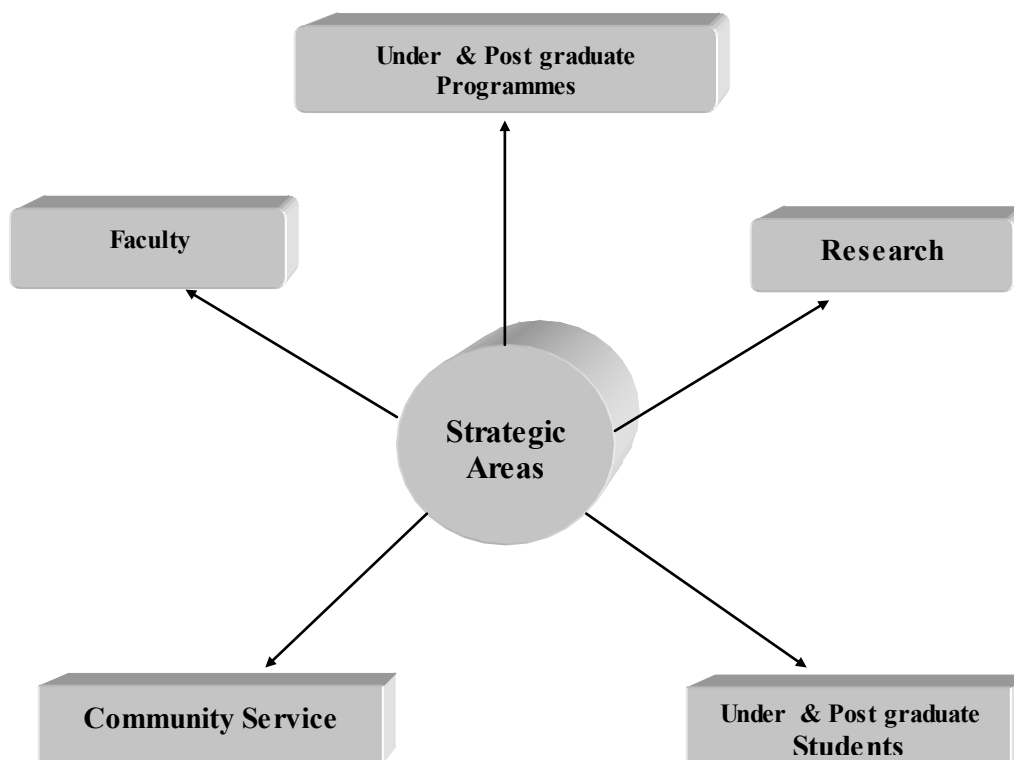 Under & Post graduate
Programmes
Faculty
Research
Strategic
Areas
Community Service
Under & Post graduate
Students